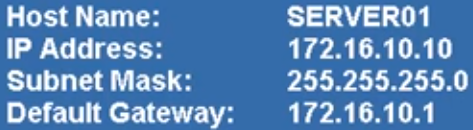 Host Name: SERVER01
IP Address: 172.16.10.10
Subnet Mask: 255.255.255.0
Default Gateway: 172.16.10.1